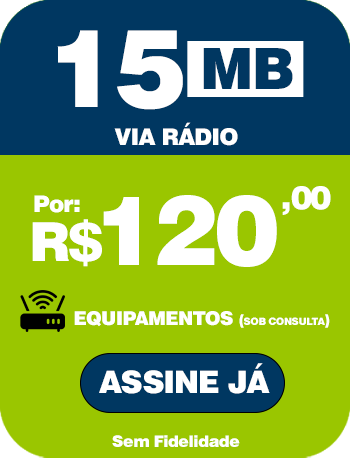 15 MB
VIA RÁDIO
Por:
R$120,00
EQUIPAMENTOS (SOB CONSULTA)
ASSINE JÁ
Sem Fidelidade